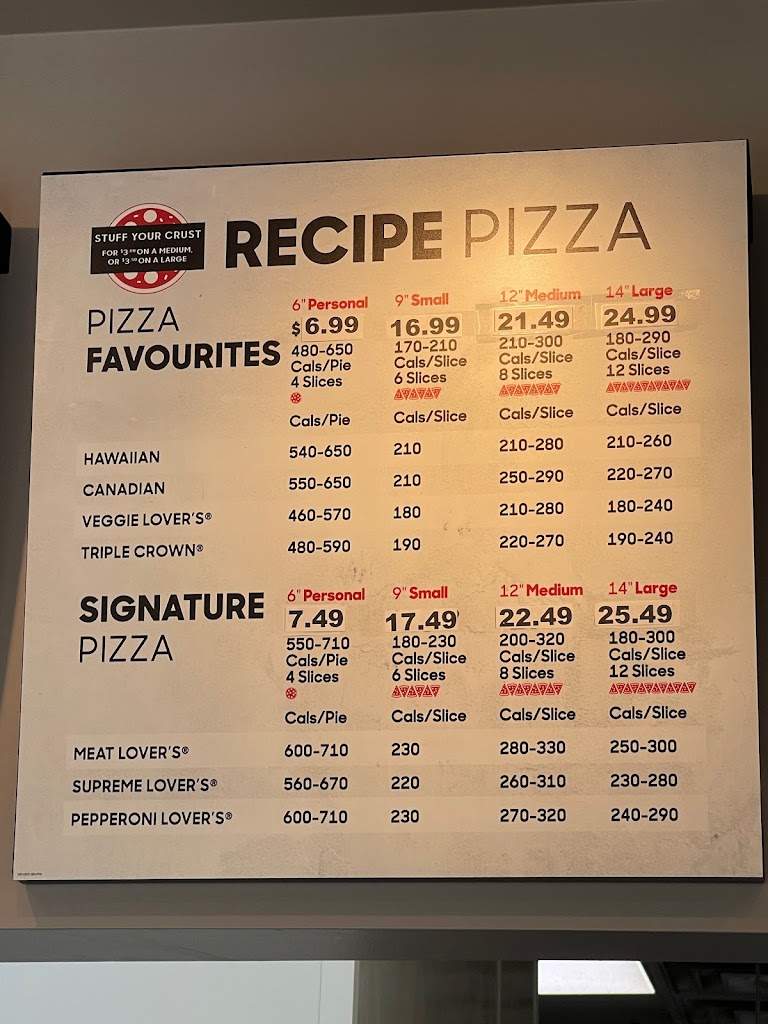 STUFF YOUR CRUST
FOR $3 ON A MEDIUM,
OR $3 ON A LARGE
RECIPE PIZZA
PIZZA
FAVOURITES
6" Personal 9" Small 12" Medium 14" Large
$6.99 16.99 21.49 24.99
480-650 170-210 210-300 180-290
Cals/Pie Cals/Slice Cals/Slice Cals/Slice
4 Slices 6 Slices 8 Slices 12 Slices
Cals/Pie Cals/Slice Cals/Slice Cals/Slice
HAWAIIAN 540-650 210 210-280 210-260
CANADIAN 550-650 210 250-290 220-270
VEGGIE LOVER'S® 460-570 180 210-280 180-240
TRIPLE CROWN® 480-590 190 220-270 190-240
SIGNATURE
PIZZA
6" Personal 9" Small 12" Medium 14" Large
7.49 17.49 22.49 25.49
550-710 180-230 200-320 180-300
Cals/Pie Cals/Slice Cals/Slice Cals/Slice
4 Slices 6 Slices 8 Slices 12 Slices
Cals/Pie Cals/Slice Cals/Slice Cals/Slice
MEAT LOVER'S® 600-710 230 280-330 250-300
SUPREME LOVER'S® 560-670 220 260-310 230-280
PEPPERONI LOVER'S® 600-710 230 270-320 240-290